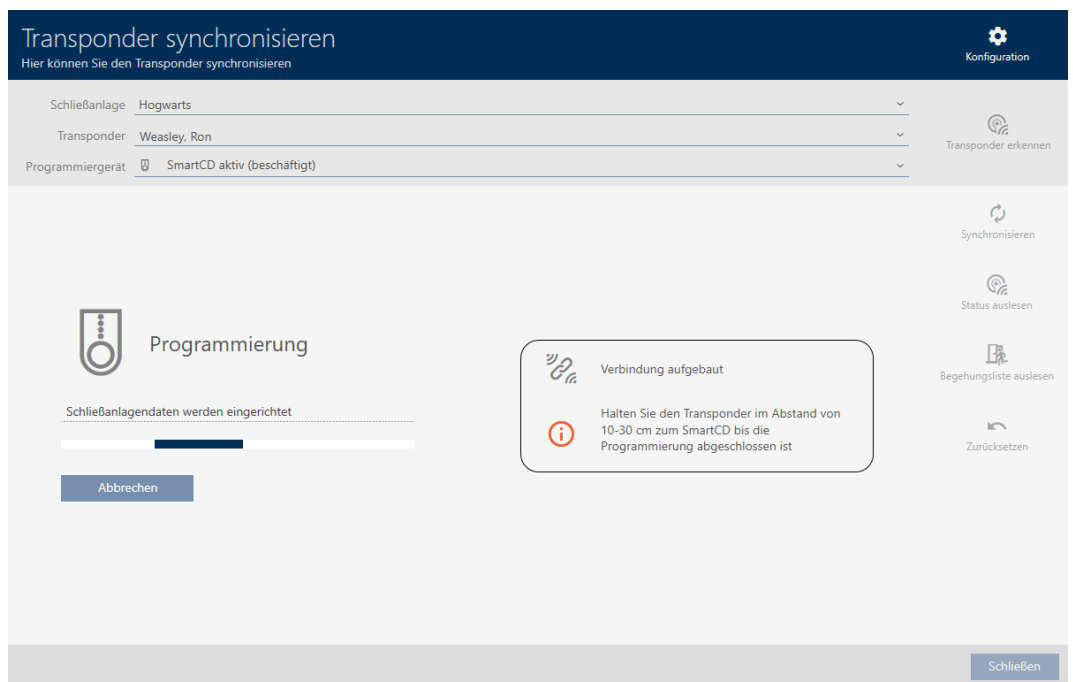 Transponder synchronisieren
Hier können Sie den Transponder synchronisieren
Konfiguration
Schließanlage Hogwarts
Transponder Weasley, Ron
Programmiergerät SmartCD aktiv (beschäftigt)
Transponder erkennen
Synchronisieren
Status auslesen
Begehungsliste auslesen
Zurücksetzen
Programmierung
Schließanlagendaten werden eingerichtet
Abbrechen
Verbindung aufgebaut
Halten Sie den Transponder im Abstand von
10-30 cm zum SmartCD bis die
Programmierung abgeschlossen ist
Schließen